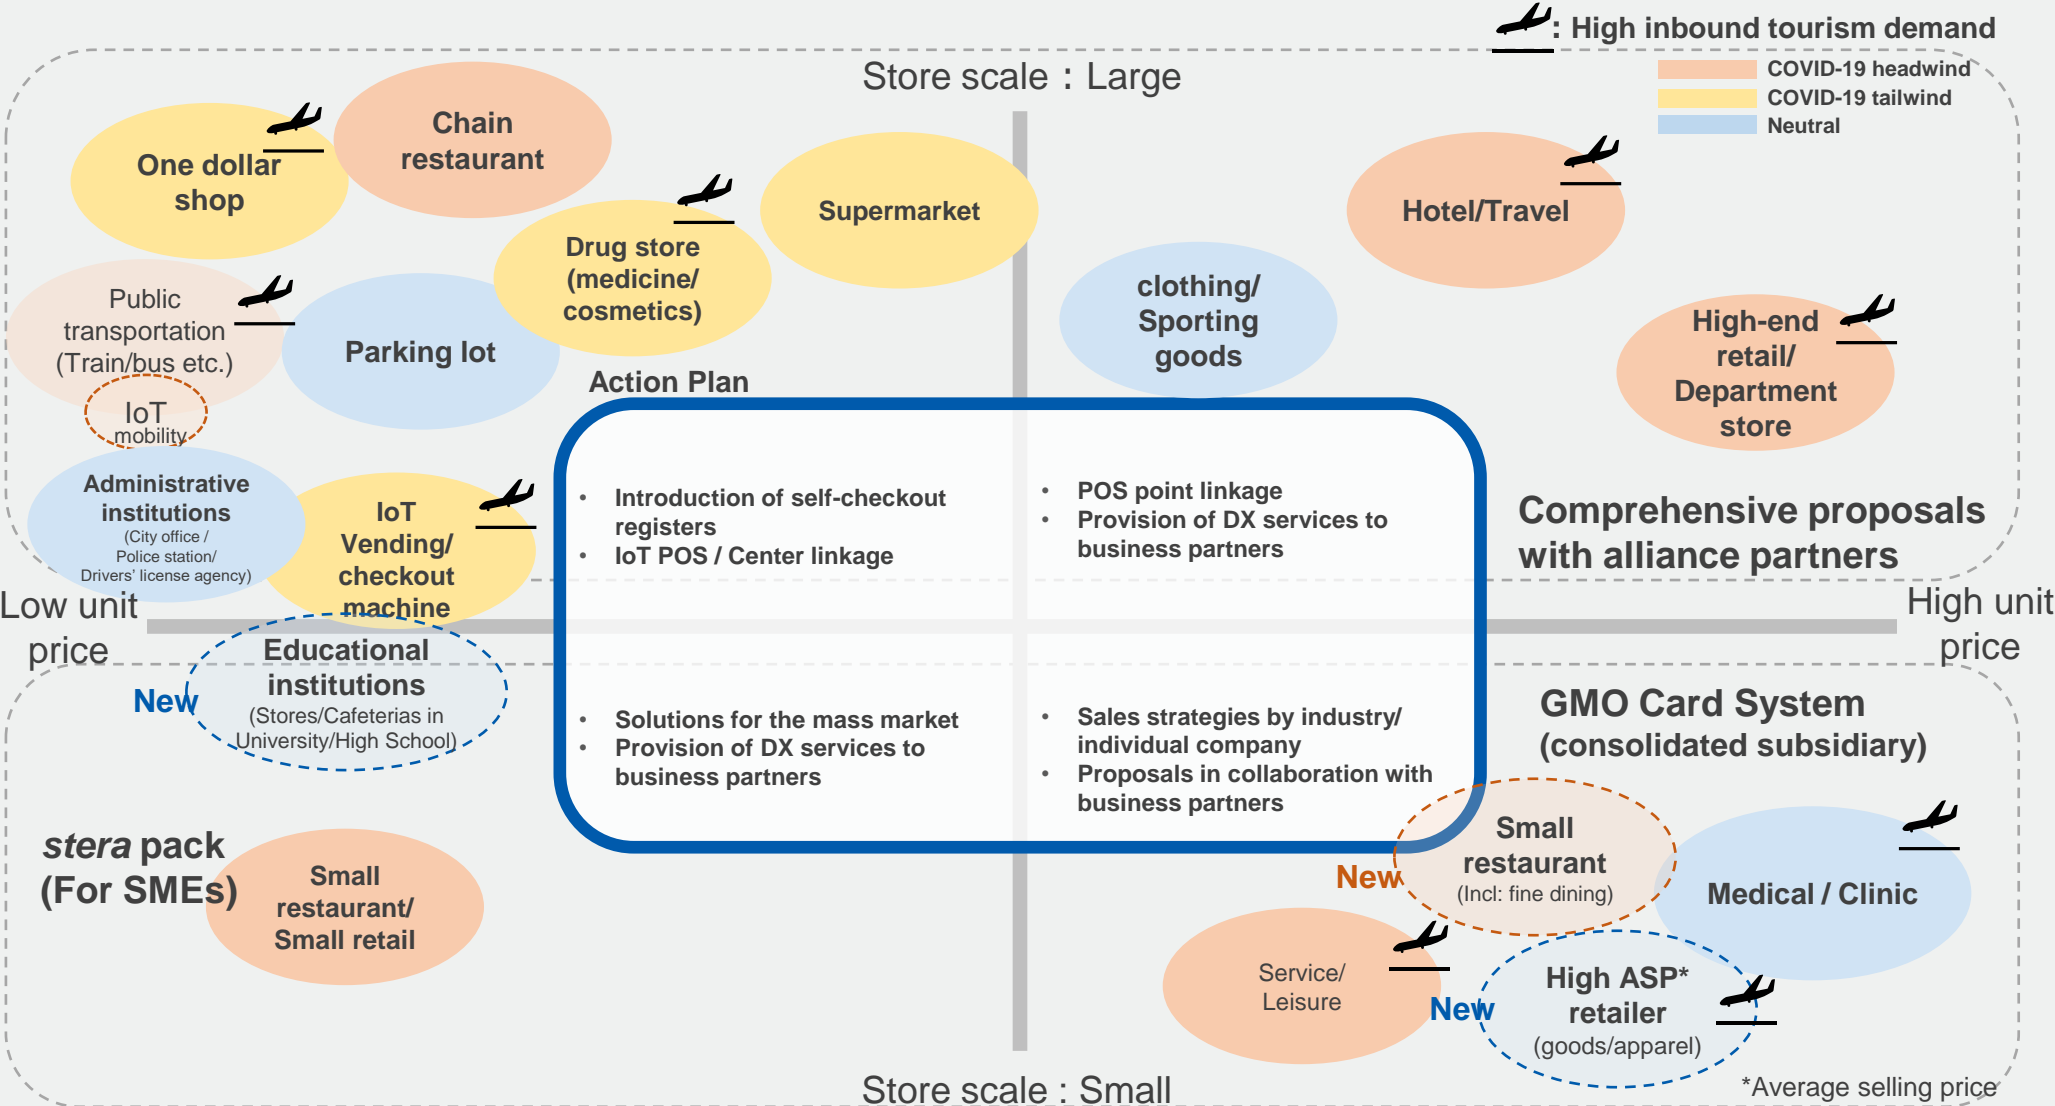 : High inbound tourism demand
COVID-19 headwind
COVID-19 tailwind
Neutral
Store scale : Large
One dollar
shop
Chain
restaurant
Drug store
(medicine/
cosmetics)
Supermarket
Hotel/Travel
clothing/
Sporting
goods
High-end
retail/
Department
store
Public
transportation
(Train/bus etc.)
IoT
mobility
Parking lot
Administrative
institutions
(City office /
Police station/
Drivers' license agency)
IoT
Vending/
checkout
machine
Action Plan
• Introduction of self-checkout
registers
• IoT POS / Center linkage
• POS point linkage
• Provision of DX services to
business partners
Comprehensive proposals
with alliance partners
Low unit
price
High unit
price
New
Educational
institutions
(Stores/Cafeterias in
University/High School)
• Solutions for the mass market
• Provision of DX services to
business partners
• Sales strategies by industry/
individual company
• Proposals in collaboration with
business partners
GMO Card System
(consolidated subsidiary)
stera pack
(For SMEs)
Small
restaurant/
Small retail
New
Small
restaurant
(Incl: fine dining)
Medical / Clinic
Service/
Leisure
New
High ASP*
retailer
(goods/apparel)
Store scale : Small
*Average selling price